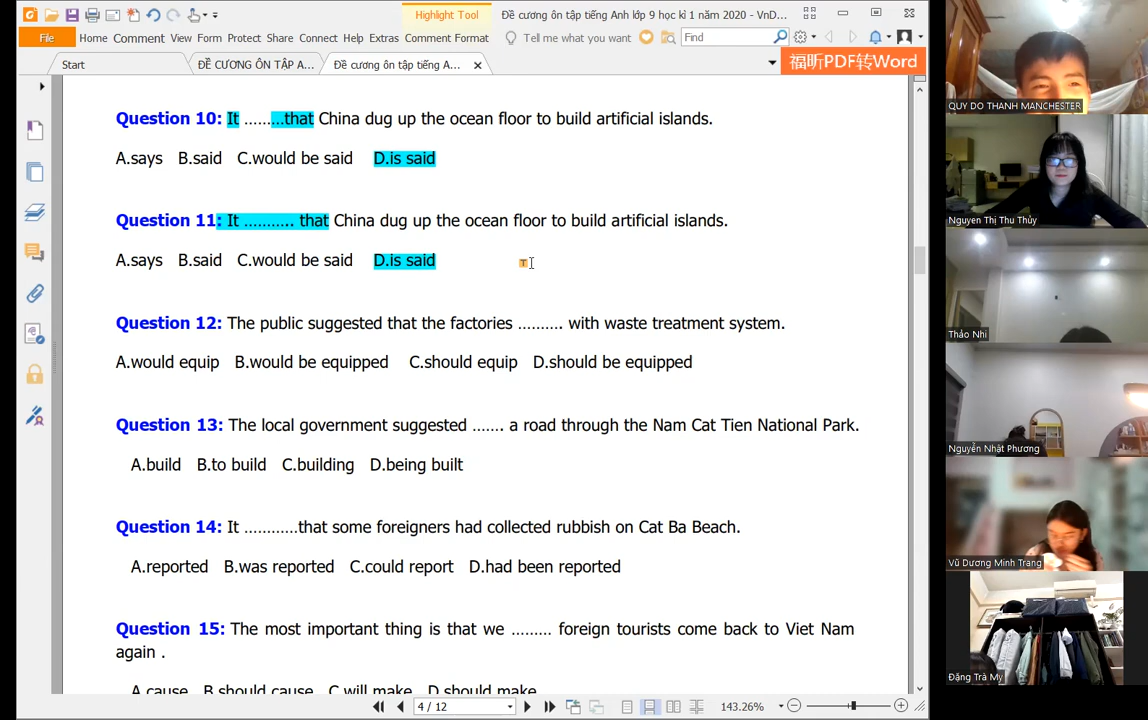 Highlight Tool
Đề cương ôn tập tiếng Anh lớp 9 học kì 1 năm 2020 - VnD...
File Home Comment View Form Protect Share Connect Help Extras Comment Format Tell me what you want Find
Start ĐỀ CƯƠNG ÔN TẬP A... Đề cương ôn tập tiếng A... 福昕PDF转Word
Question 10: It .........that China dug up the ocean floor to build artificial islands.
A.says B.said C.would be said D.is said
Question 11: It .......... that China dug up the ocean floor to build artificial islands.
A.says B.said C.would be said D.is said
Question 12: The public suggested that the factories ......... with waste treatment system.
A.would equip B.would be equipped C.should equip D.should be equipped
Question 13: The local government suggested ....... a road through the Nam Cat Tien National Park.
A.build B.to build C.building D.being built
Question 14: It ............that some foreigners had collected rubbish on Cat Ba Beach.
A.reported B.was reported C.could report D.had been reported
Question 15: The most important thing is that we ......... foreign tourists come back to Viet Nam
again .
A.cause B.should cause C.will make D.should make
4 / 12 143.26%
QUY DO THANH MANCHESTER
Nguyen Thị Thu Thủy
Thảo Nhi
Nguyễn Nhật Phương
Vũ Dương Minh Trang
Đặng Trà My